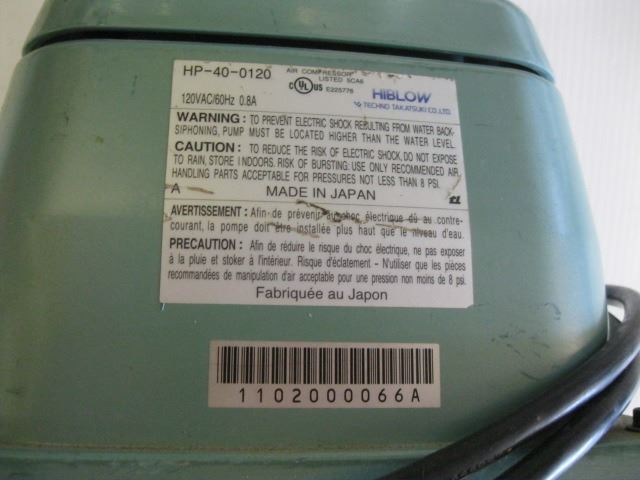 HP-40-0120
AIR COMPRESSOR
LISTED 5CA6
c UL US E225776
HIBLOW
120VAC/60Hz 0.8A
TECHNO TAKATSUKI CO.,LTD.
WARNING : TO PREVENT ELECTRIC SHOCK REBULTING FROM WATER BACK-
SIPHONING, PUMP MUST BE LOCATED HIGHER THAN THE WATER LEVEL.
CAUTION : TO REDUCE THE RISK OF ELECTRIC SHOCK, DO NOT EXPOSE
TO RAIN, STORE INDOORS. RISK OF BURSTING: USE ONLY RECOMMENDED AIR
HANDLING PARTS ACCEPTABLE FOR PRESSURES NOT LESS THAN 8 PSI.
A
MADE IN JAPAN
AVERTISSEMENT : Afin de prévenir au choc électrique dû au contre-
courant, la pompe doit être installée plus haut que le niveau d'eau.
PRECAUTION : Afin de réduire le risque du choc électrique, ne pas exposer
à la pluie et stoker à l'intérieur. Risque d'éclatement - N'utiliser que les pièces
recommandées de manipulation d'air acceptable pour une pression non moins de 8 psi.
Fabriquée au Japon
1102000066A